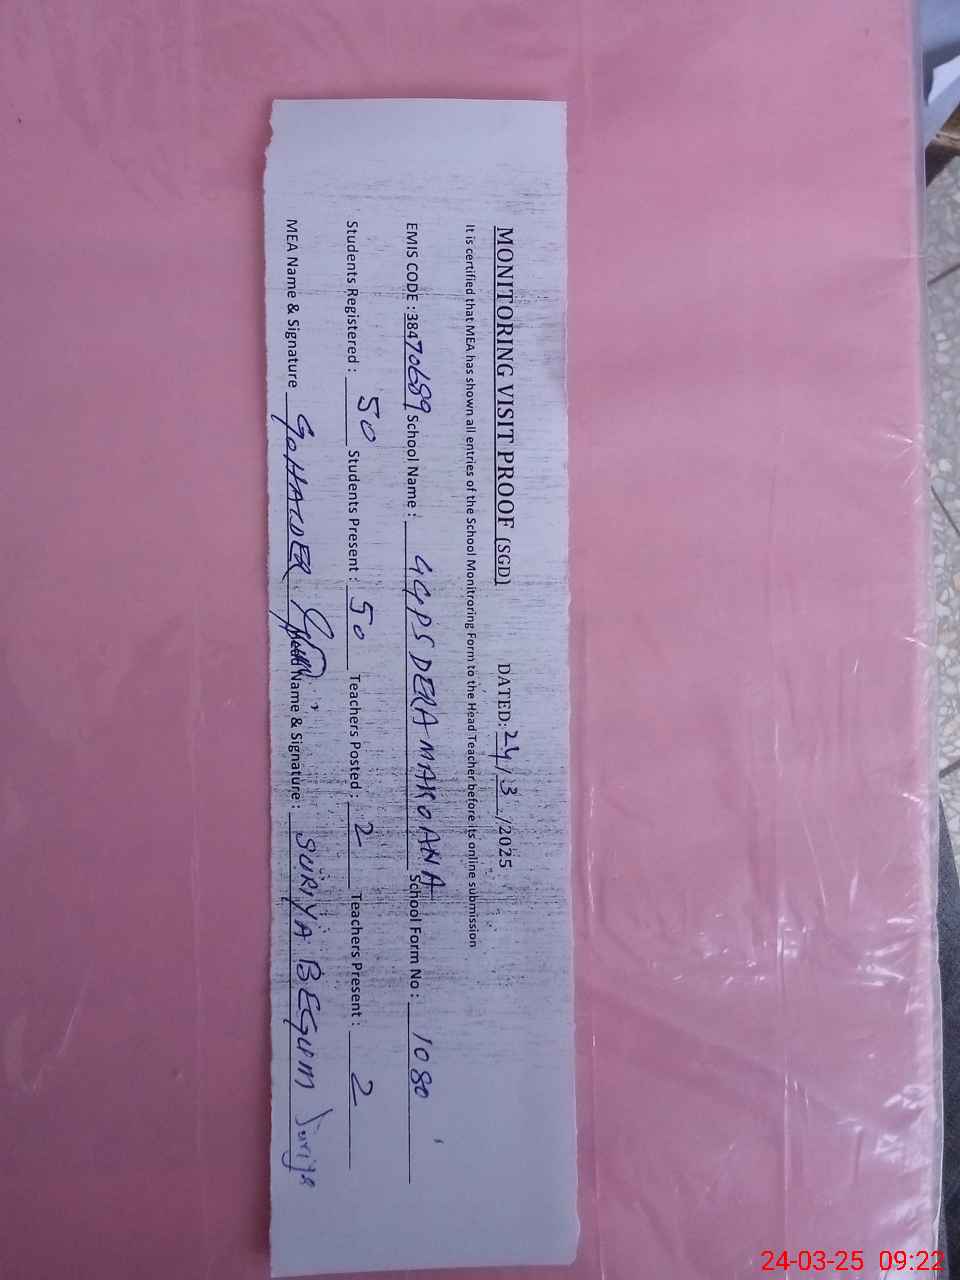 MONITORING VISIT PROOF (SGD) DATED: 24/3/2025
It is certified that MEA has shown all entries of the School Monitroring Form to the Head Teacher before its online submission
EMIS CODE : 38470689 School Name : GGPS DERA MAKOANA School Form No : 1080
Students Registered : 50 Students Present : 50 Teachers Posted : 2 Teachers Present : 2
MEA Name & Signature Name & Signature : SURIYA BEGUM Suriya
24-03-25 09:22